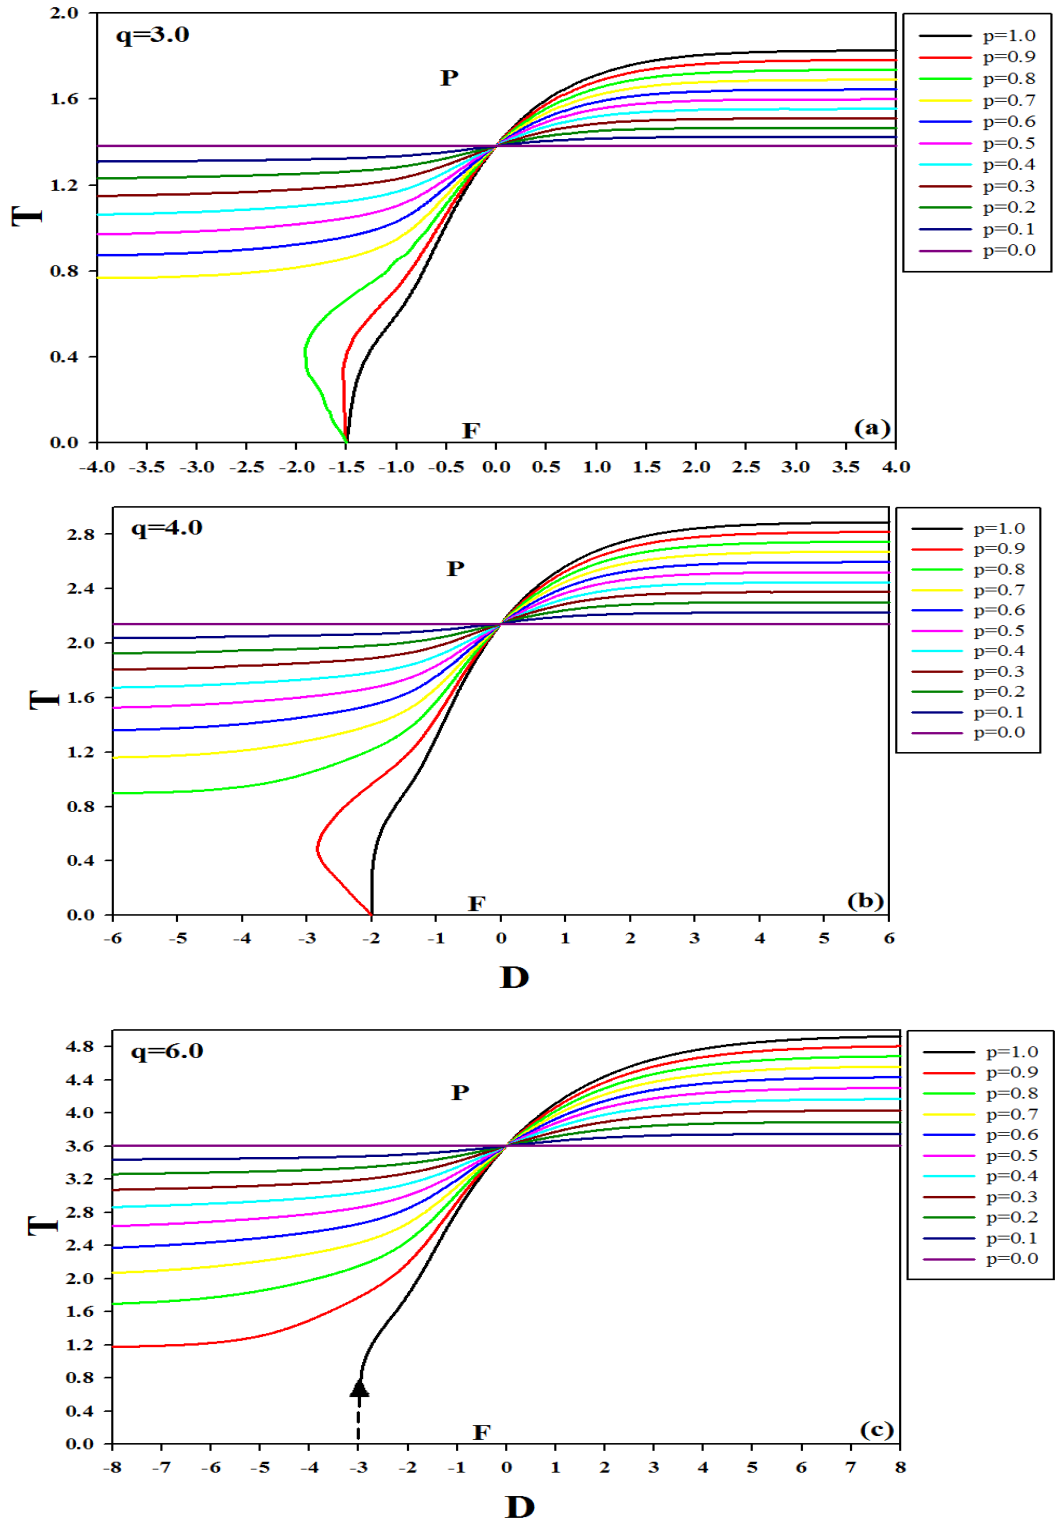 q=3.0
P
T
2.0
1.6
1.2
0.8
0.4
0.0
F
(a)
-4.0 -3.5 -3.0 -2.5 -2.0 -1.5 -1.0 -0.5 0.0 0.5 1.0 1.5 2.0 2.5 3.0 3.5 4.0
p=1.0
p=0.9
p=0.8
p=0.7
p=0.6
p=0.5
p=0.4
p=0.3
p=0.2
p=0.1
p=0.0
q=4.0
P
T
2.8
2.4
2.0
1.6
1.2
0.8
0.4
0.0
F
(b)
-6 -5 -4 -3 -2 -1 0 1 2 3 4 5 6
D
p=1.0
p=0.9
p=0.8
p=0.7
p=0.6
p=0.5
p=0.4
p=0.3
p=0.2
p=0.1
p=0.0
q=6.0
P
T
4.8
4.4
4.0
3.6
3.2
2.8
2.4
2.0
1.6
1.2
0.8
0.4
0.0
F
(c)
-8 -7 -6 -5 -4 -3 -2 -1 0 1 2 3 4 5 6 7 8
D
p=1.0
p=0.9
p=0.8
p=0.7
p=0.6
p=0.5
p=0.4
p=0.3
p=0.2
p=0.1
p=0.0